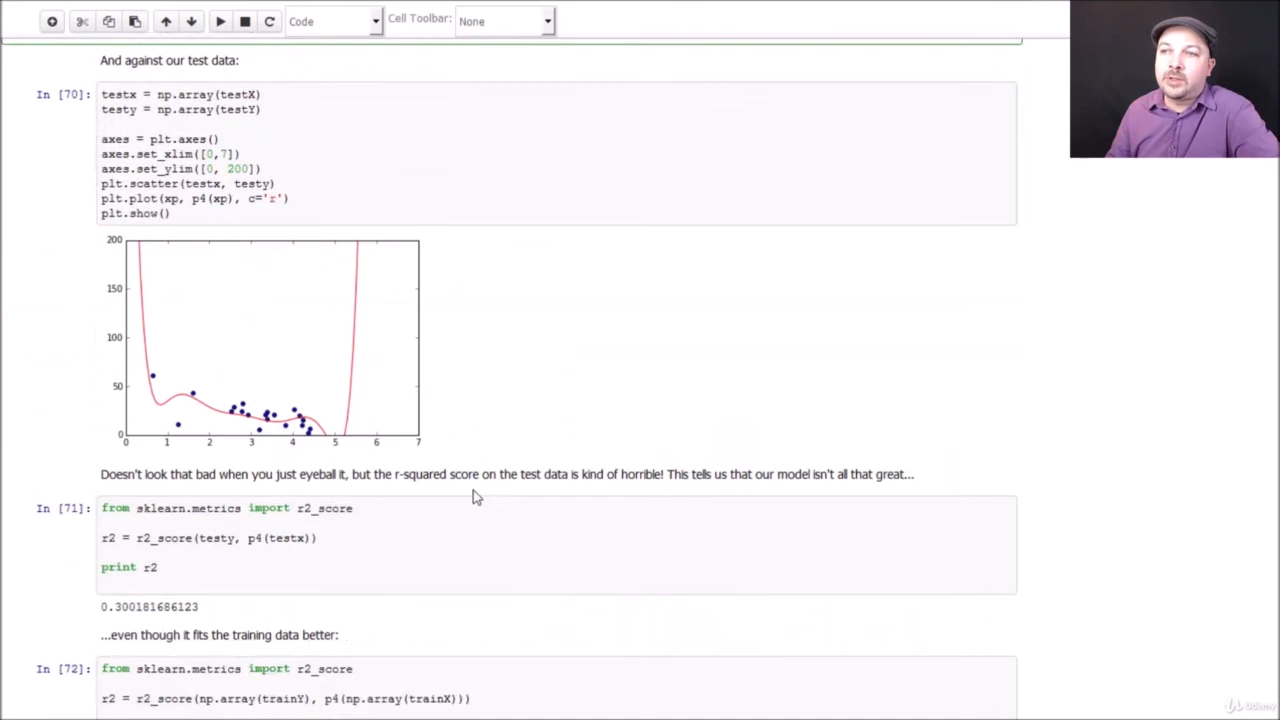 Code
Cell Toolbar:
None
And against our test data:
In [70]:
testx = np.array(testX)
testy = np.array(testY)
axes = plt.axes()
axes.set_xlim([0,7])
axes.set_ylim([0, 200])
plt.scatter(testx, testy)
plt.plot(xp, p4(xp), c='r')
plt.show()
200
150
100
50
0
0 1 2 3 4 5 6 7
Doesn't look that bad when you just eyeball it, but the r-squared score on the test data is kind of horrible! This tells us that our model isn't all that great...
In [71]:
from sklearn.metrics import r2_score
r2 = r2_score(testy, p4(testx))
print r2
0.300181686123
...even though it fits the training data better:
In [72]:
from sklearn.metrics import r2_score
r2 = r2_score(np.array(trainY), p4(np.array(trainX)))
Udemy